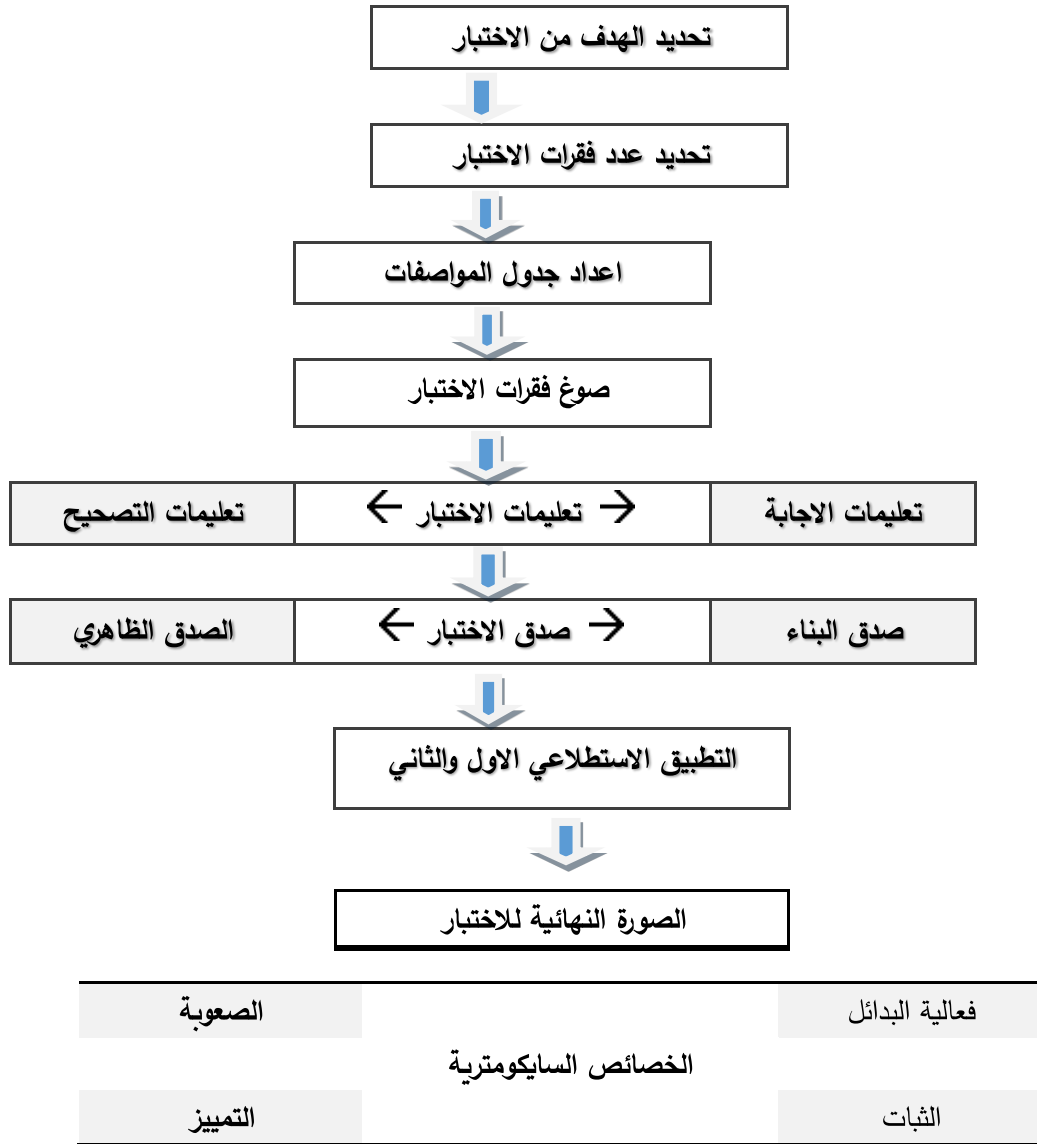 تحديد الهدف من الاختبار
تحديد عدد فقرات الاختبار
اعداد جدول المواصفات
صوغ فقرات الاختبار
تعليمات الاجابة → تعليمات الاختبار ← تعليمات التصحيح
صدق البناء → صدق الاختبار ← الصدق الظاهري
التطبيق الاستطلاعي الاول والثاني
الصورة النهائية للاختبار
فعالية البدائل الصعوبة
الخصائص السايكومترية
الثبات التمييز